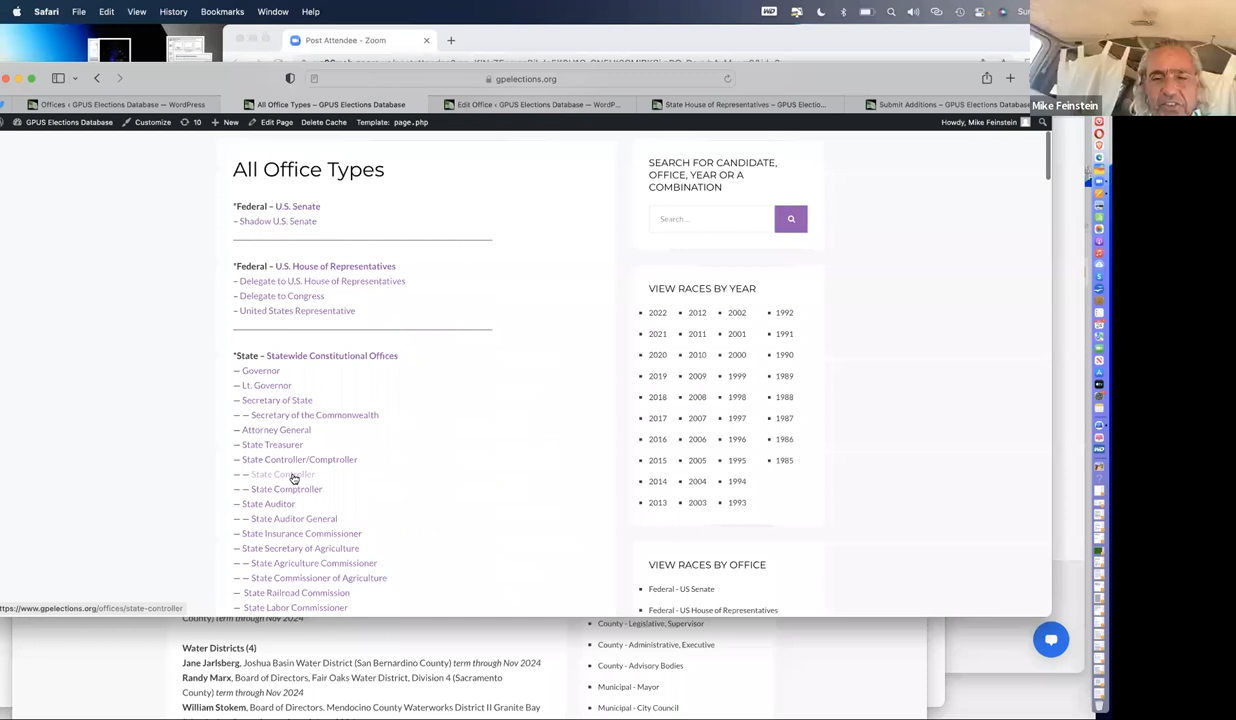 Safari File Edit View History Bookmarks Window Help
Post Attendee - Zoom
gpelections.org
Offices ‹ GPUS Elections Database — WordPress
All Office Types – GPUS Elections Database
Edit Office ‹ GPUS Elections Database — WordP...
State House of Representatives – GPUS Electio...
Submit Additions – GPUS Elections Database
Mike Feinstein
GPUS Elections Database Customize 10 New Edit Page Delete Cache Template: page.php
Howdy, Mike Feinstein
All Office Types
*Federal – U.S. Senate
– Shadow U.S. Senate
*Federal – U.S. House of Representatives
– Delegate to U.S. House of Representatives
– Delegate to Congress
– United States Representative
*State – Statewide Constitutional Offices
— Governor
— Lt. Governor
— Secretary of State
— — Secretary of the Commonwealth
— Attorney General
— State Treasurer
— State Controller/Comptroller
— — State Controller
— — State Comptroller
— State Auditor
— — State Auditor General
— State Insurance Commissioner
— State Secretary of Agriculture
— — State Agriculture Commissioner
— — State Commissioner of Agriculture
— State Railroad Commission
— State Labor Commissioner
SEARCH FOR CANDIDATE,
OFFICE, YEAR OR A
COMBINATION
Search ...
VIEW RACES BY YEAR
2022 2012 2002 1992
2021 2011 2001 1991
2020 2010 2000 1990
2019 2009 1999 1989
2018 2008 1998 1988
2017 2007 1997 1987
2016 2006 1996 1986
2015 2005 1995 1985
2014 2004 1994
2013 2003 1993
VIEW RACES BY OFFICE
Federal - US Senate
Federal - US House of Representatives
ttps://www.gpelections.org/offices/state-controller
County) term through Nov 2024
Water Districts (4)
Jane Jarlsberg, Joshua Basin Water District (San Bernardino County) term through Nov 2024
Randy Marx, Board of Directors, Fair Oaks Water District, Division 4 (Sacramento
County) term through Nov 2024
William Stokem, Board of Directors. Mendocino County Waterworks District II Granite Bay
County - Legislative, Supervisor
County - Administrative, Executive
County - Advisory Bodies
Municipal - Mayor
Municipal - City Council